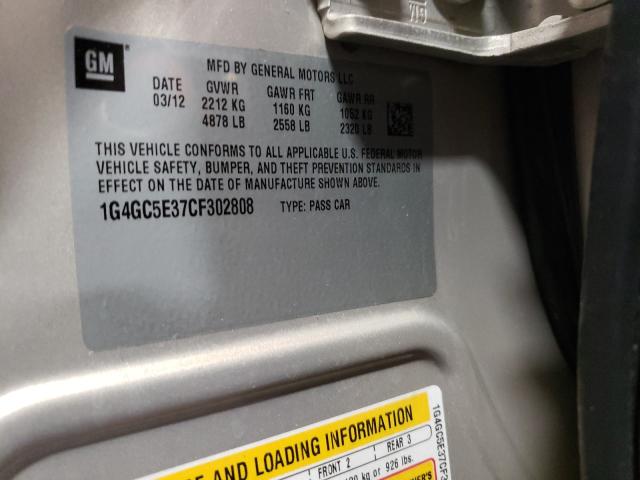 GM
MFD BY GENERAL MOTORS LLC
DATE GVWR GAWR FRT GAWR RR
03/12 2212 KG 1160 KG 1052 KG
4878 LB 2558 LB 2320 LB
THIS VEHICLE CONFORMS TO ALL APPLICABLE U.S. FEDERAL MOTOR
VEHICLE SAFETY, BUMPER, AND THEFT PREVENTION STANDARDS IN
EFFECT ON THE DATE OF MANUFACTURE SHOWN ABOVE.
1G4GC5E37CF302808 TYPE: PASS CAR
AND LOADING INFORMATION
FRONT 2 REAR 3
kg or 926 lbs.
1G4GC5E37CF3